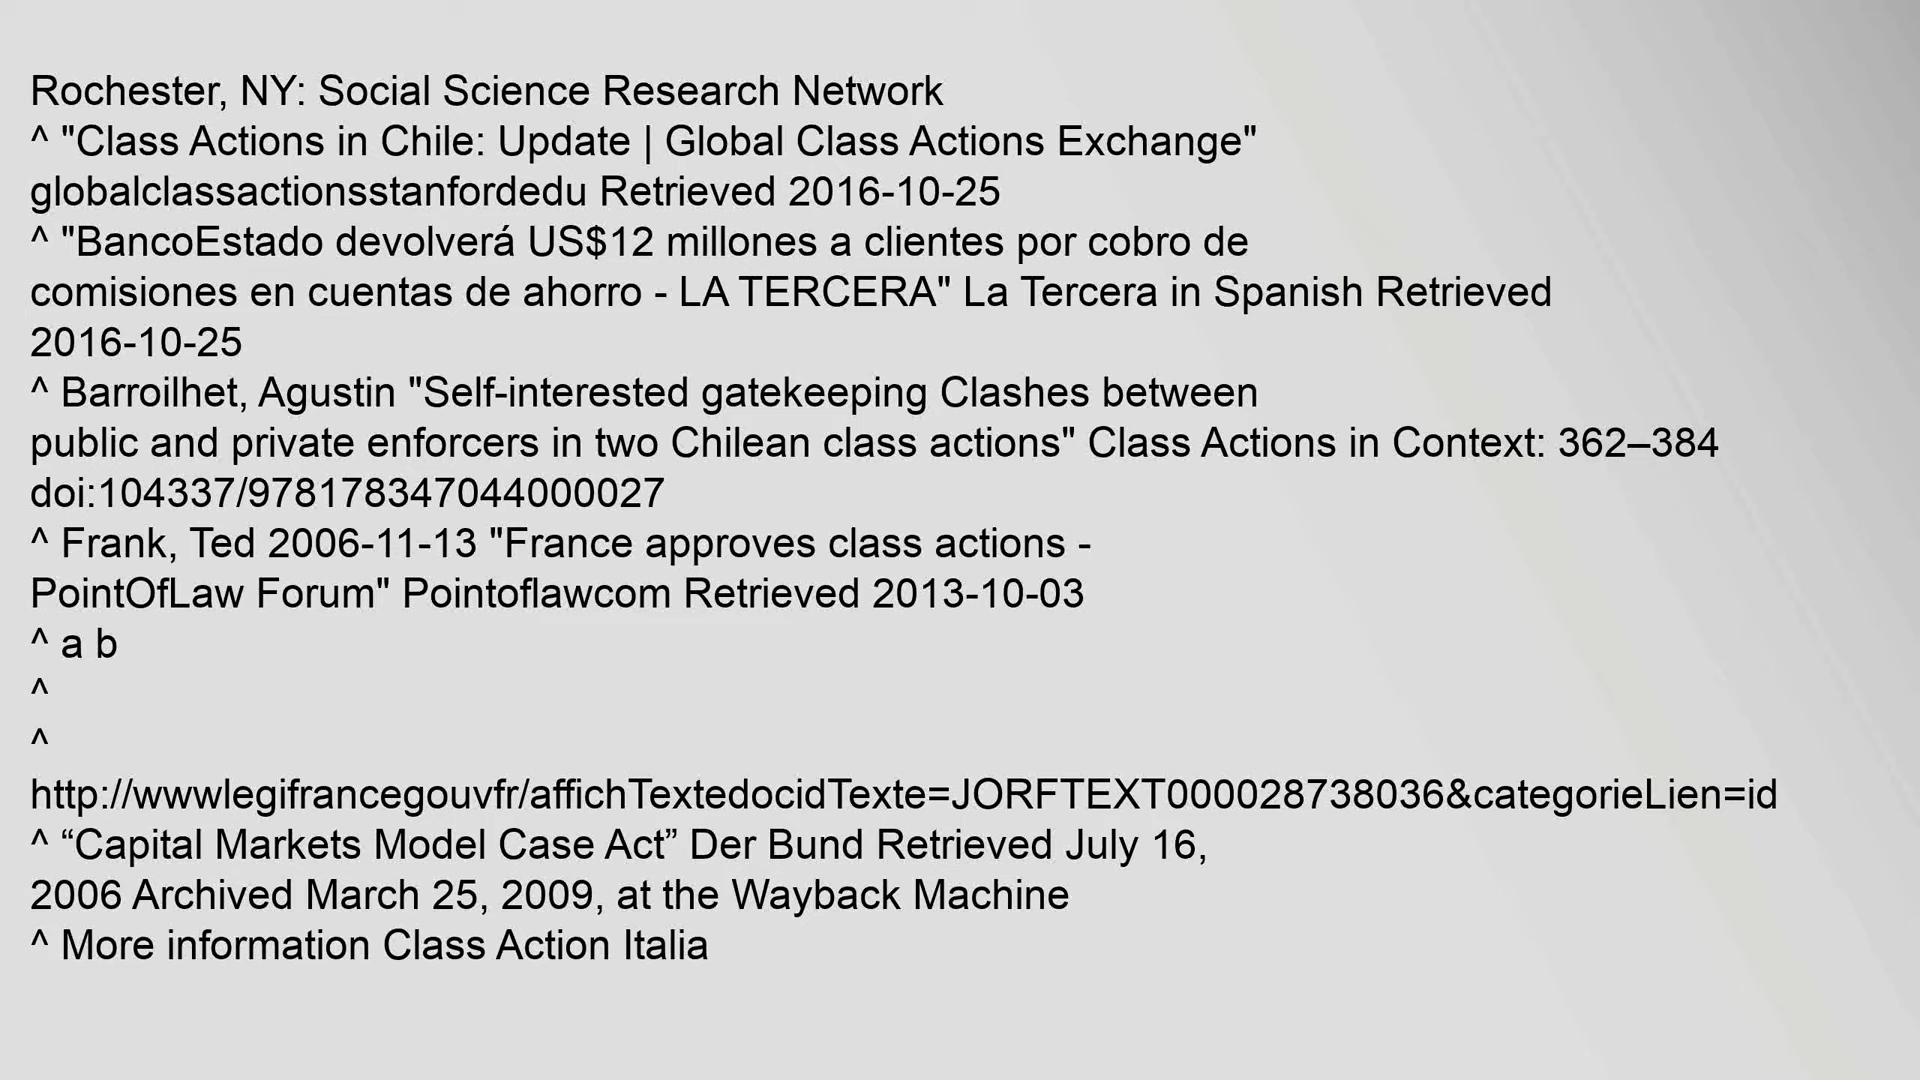 Rochester, NY: Social Science Research Network
^ "Class Actions in Chile: Update | Global Class Actions Exchange"
globalclassactionsstanfordedu Retrieved 2016-10-25
^ "BancoEstado devolverá US$12 millones a clientes por cobro de
comisiones en cuentas de ahorro - LA TERCERA" La Tercera in Spanish Retrieved
2016-10-25
^ Barroilhet, Agustin "Self-interested gatekeeping Clashes between
public and private enforcers in two Chilean class actions" Class Actions in Context: 362–384
doi:104337/978178347044000027
^ Frank, Ted 2006-11-13 "France approves class actions -
PointOfLaw Forum" Pointoflawcom Retrieved 2013-10-03
^ a b
^
^
http://wwwlegifrancegouvfr/affichTextedocidTexte=JORFTEXT000028738036&categorieLien=id
^ “Capital Markets Model Case Act” Der Bund Retrieved July 16,
2006 Archived March 25, 2009, at the Wayback Machine
^ More information Class Action Italia